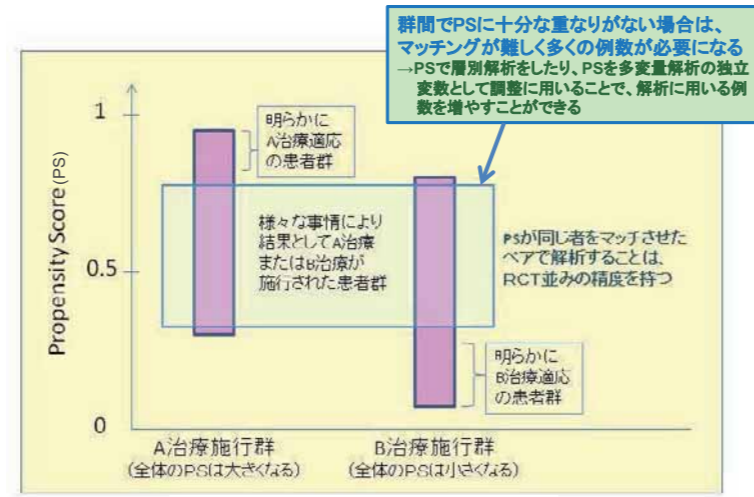 群間でPSに十分な重なりがない場合は、
マッチングが難しく多くの例数が必要になる
→PSで層別解析をしたり、PSを多変量解析の独立
変数として調整に用いることで、解析に用いる例
数を増やすことができる
1
明らかに
A治療適応
の患者群
様々な事情により
結果としてA治療
またはB治療が
施行された患者群
PSが同じ者をマッチさせた
ペアで解析することは、
RCT並みの精度を持つ
0.5
Propensity Score (PS)
明らかに
B治療適応
の患者群
0
A治療施行群
(全体のPSは大きくなる)
B治療施行群
(全体のPSは小さくなる)